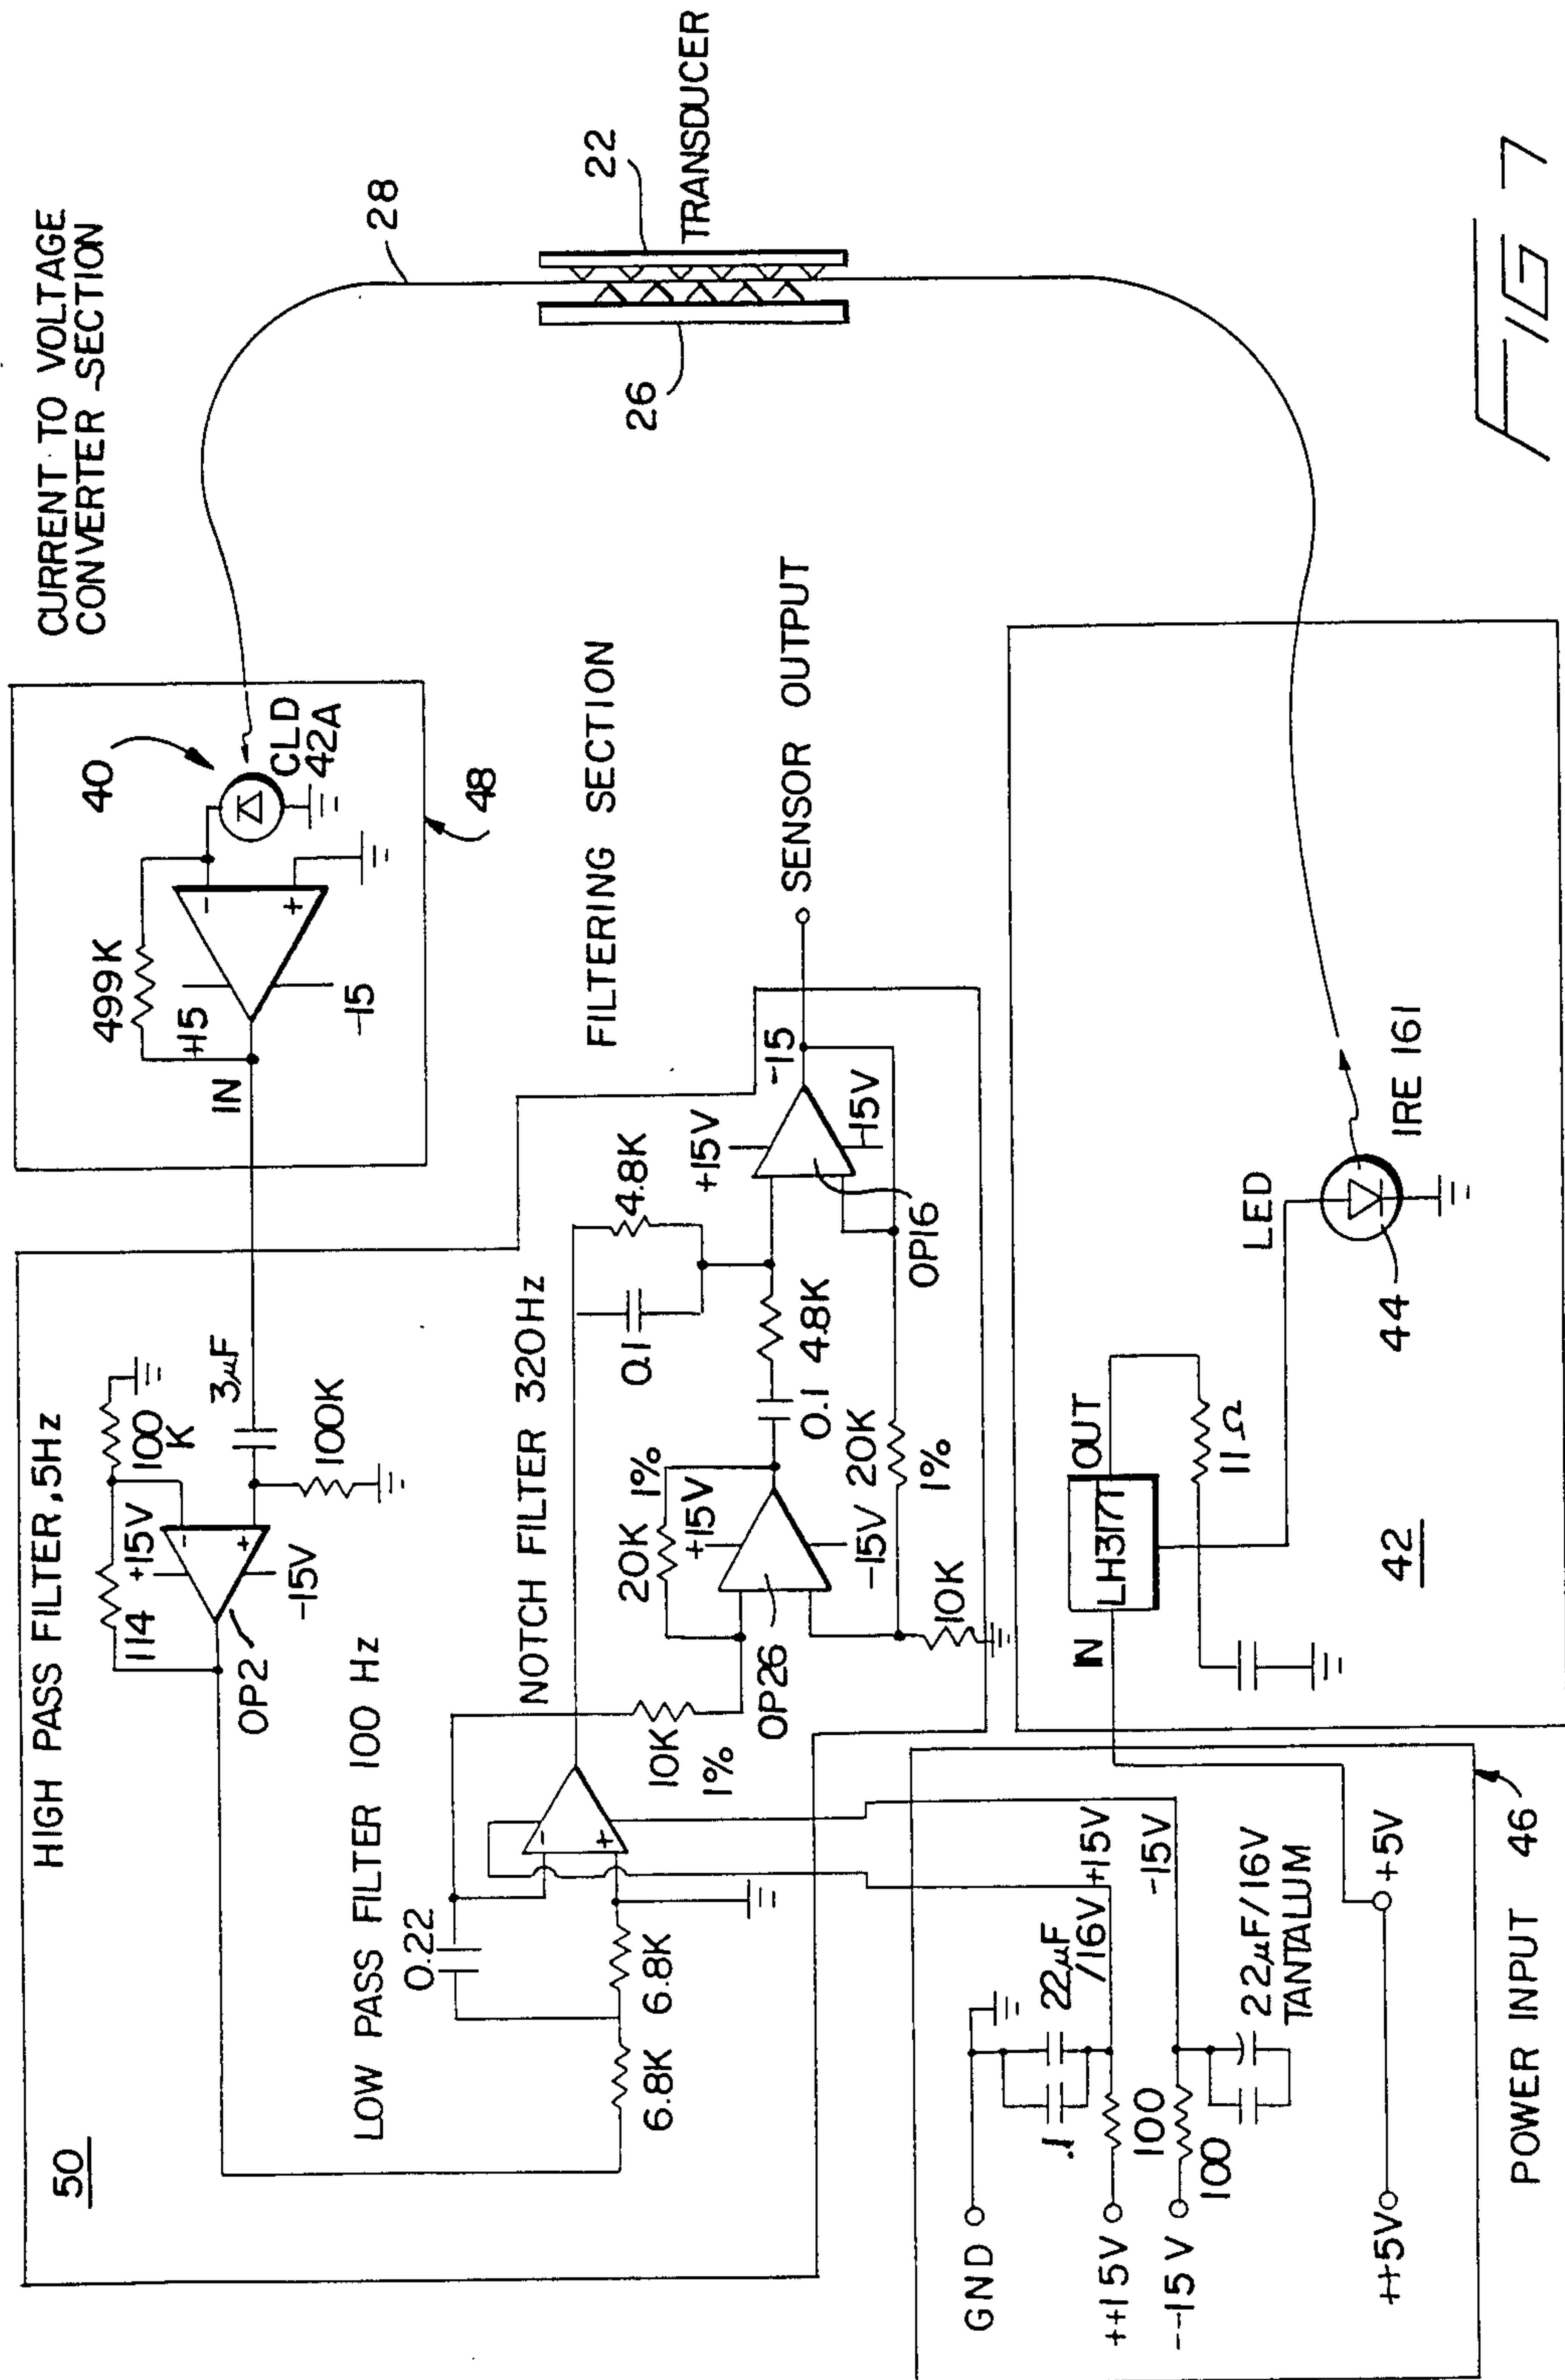 CURRENT TO VOLTAGE
CONVERTER SECTION
28
22
TRANSDUCER
26
40
CLD
42A
48
499K
+15
-15
IN
50
HIGH PASS FILTER, 5Hz
114
+15V
100
K
3µF
100K
-
+
OP2
-15V
LOW PASS FILTER 100 Hz
0.22
6.8K
6.8K
-
+
NOTCH FILTER 320Hz
10K
1%
20K
1%
+15V
OP26
-15V
0.1
4.8K
0.1
4.8K
20K
1%
10K
+15V
-15
-15V
OP16
FILTERING SECTION
SENSOR OUTPUT
GND
.1
22µF
/16V
+15V
++15V
100
--15V
100
-15V
22µF/16V
TANTALUM
++5V
+5V
POWER INPUT
46
IN
LH317T
OUT
11Ω
42
LED
44
IRE 161
FIG 7